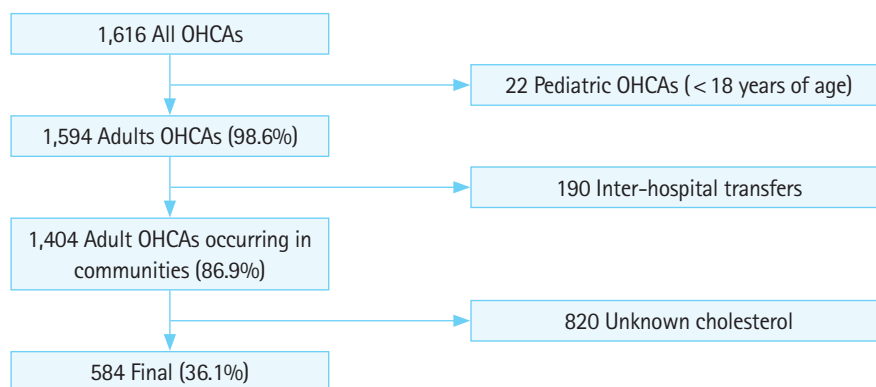 1,616 All OHCAs
22 Pediatric OHCAs (< 18 years of age)
1,594 Adults OHCAs (98.6%)
190 Inter-hospital transfers
1,404 Adult OHCAs occurring in
communities (86.9%)
820 Unknown cholesterol
584 Final (36.1%)